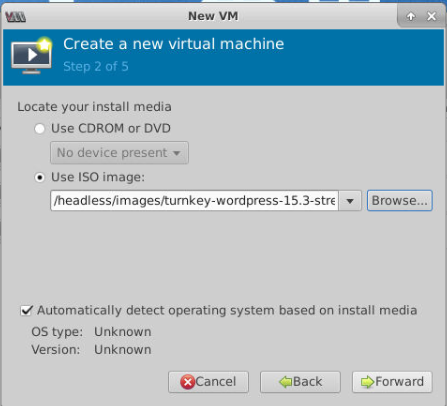 New VM
Create a new virtual machine
Step 2 of 5
Locate your install media
Use CDROM or DVD
No device present
Use ISO image:
/headless/images/turnkey-wordpress-15.3-stre
Browse...
Automatically detect operating system based on install media
OS type: Unknown
Version: Unknown
Cancel
Back
Forward